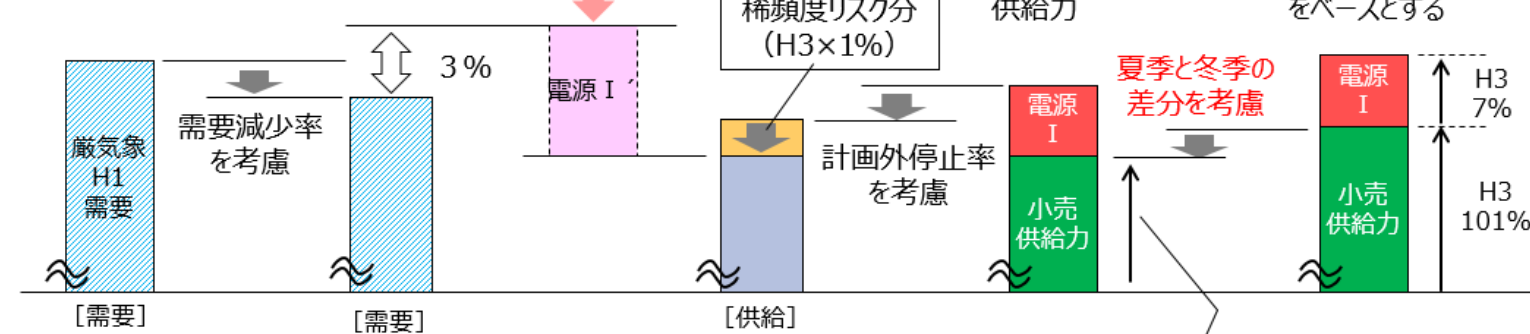 稀頻度リスク分
（H3×1%）
供給力
をベースとする
3%
電源Ⅰ´
厳気象
H1
需要
需要減少率
を考慮
計画外停止率
を考慮
電源
Ⅰ
小売
供給力
夏季と冬季の
差分を考慮
電源
Ⅰ
小売
供給力
H3
7%
H3
101%
［需要］
［需要］
［供給］